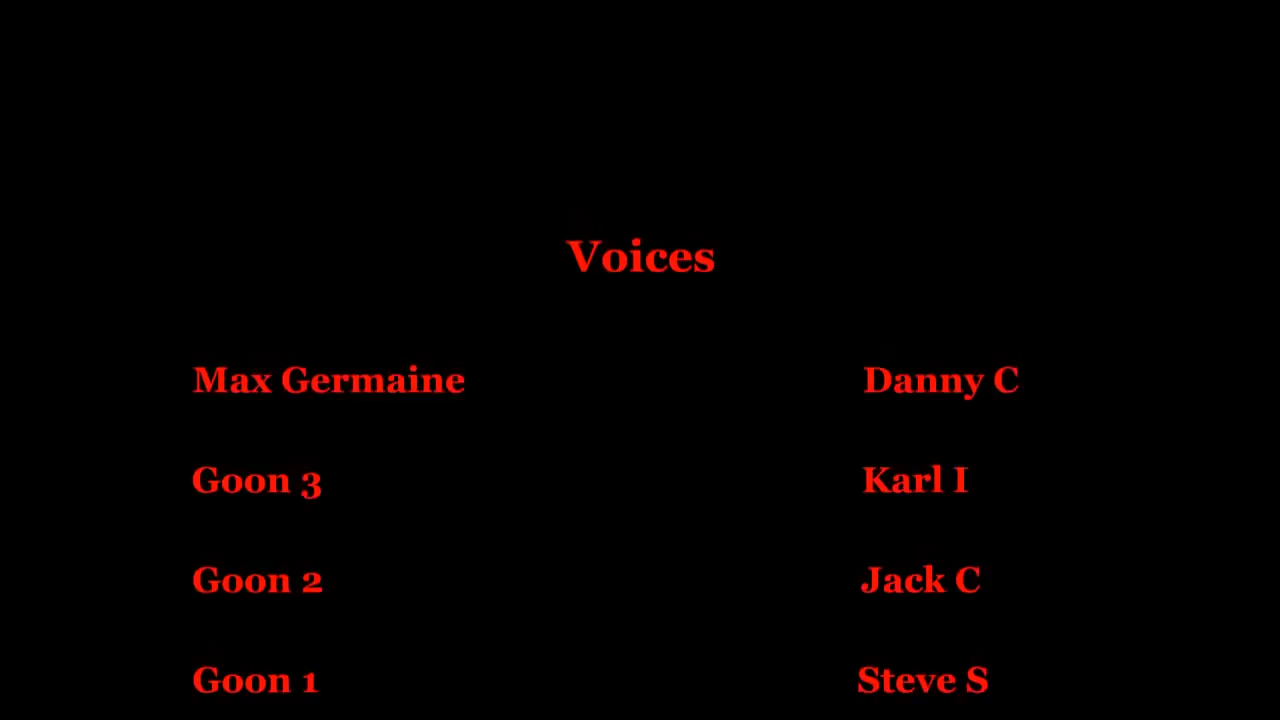 Voices
Max Germaine Danny C
Goon 3 Karl I
Goon 2 Jack C
Goon 1 Steve S